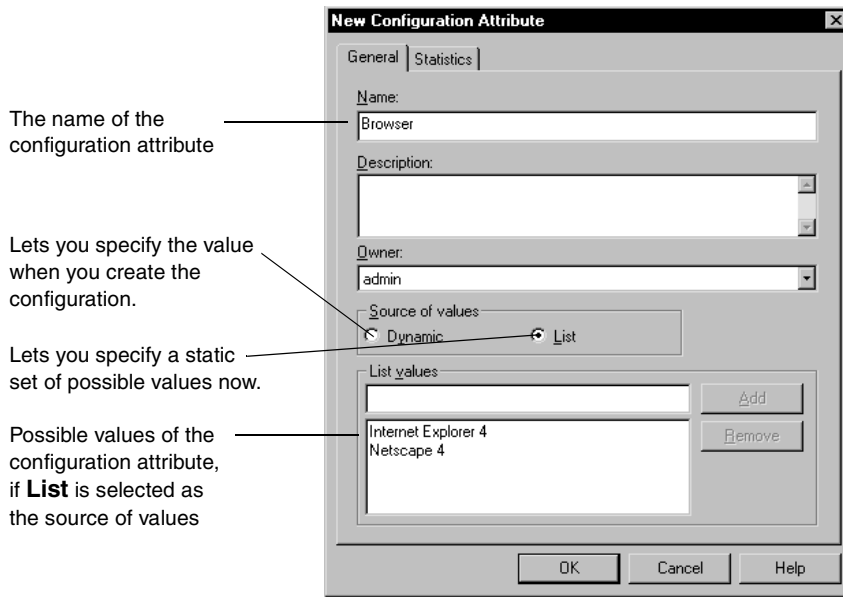 New Configuration Attribute
General
Statistics
Name:
The name of the
configuration attribute
Browser
Description:
Lets you specify the value
when you create the
configuration.
Owner:
admin
Source of values
Dynamic
List
Lets you specify a static
set of possible values now.
List values
Add
Possible values of the
configuration attribute,
if List is selected as
the source of values
Internet Explorer 4
Netscape 4
Remove
OK
Cancel
Help